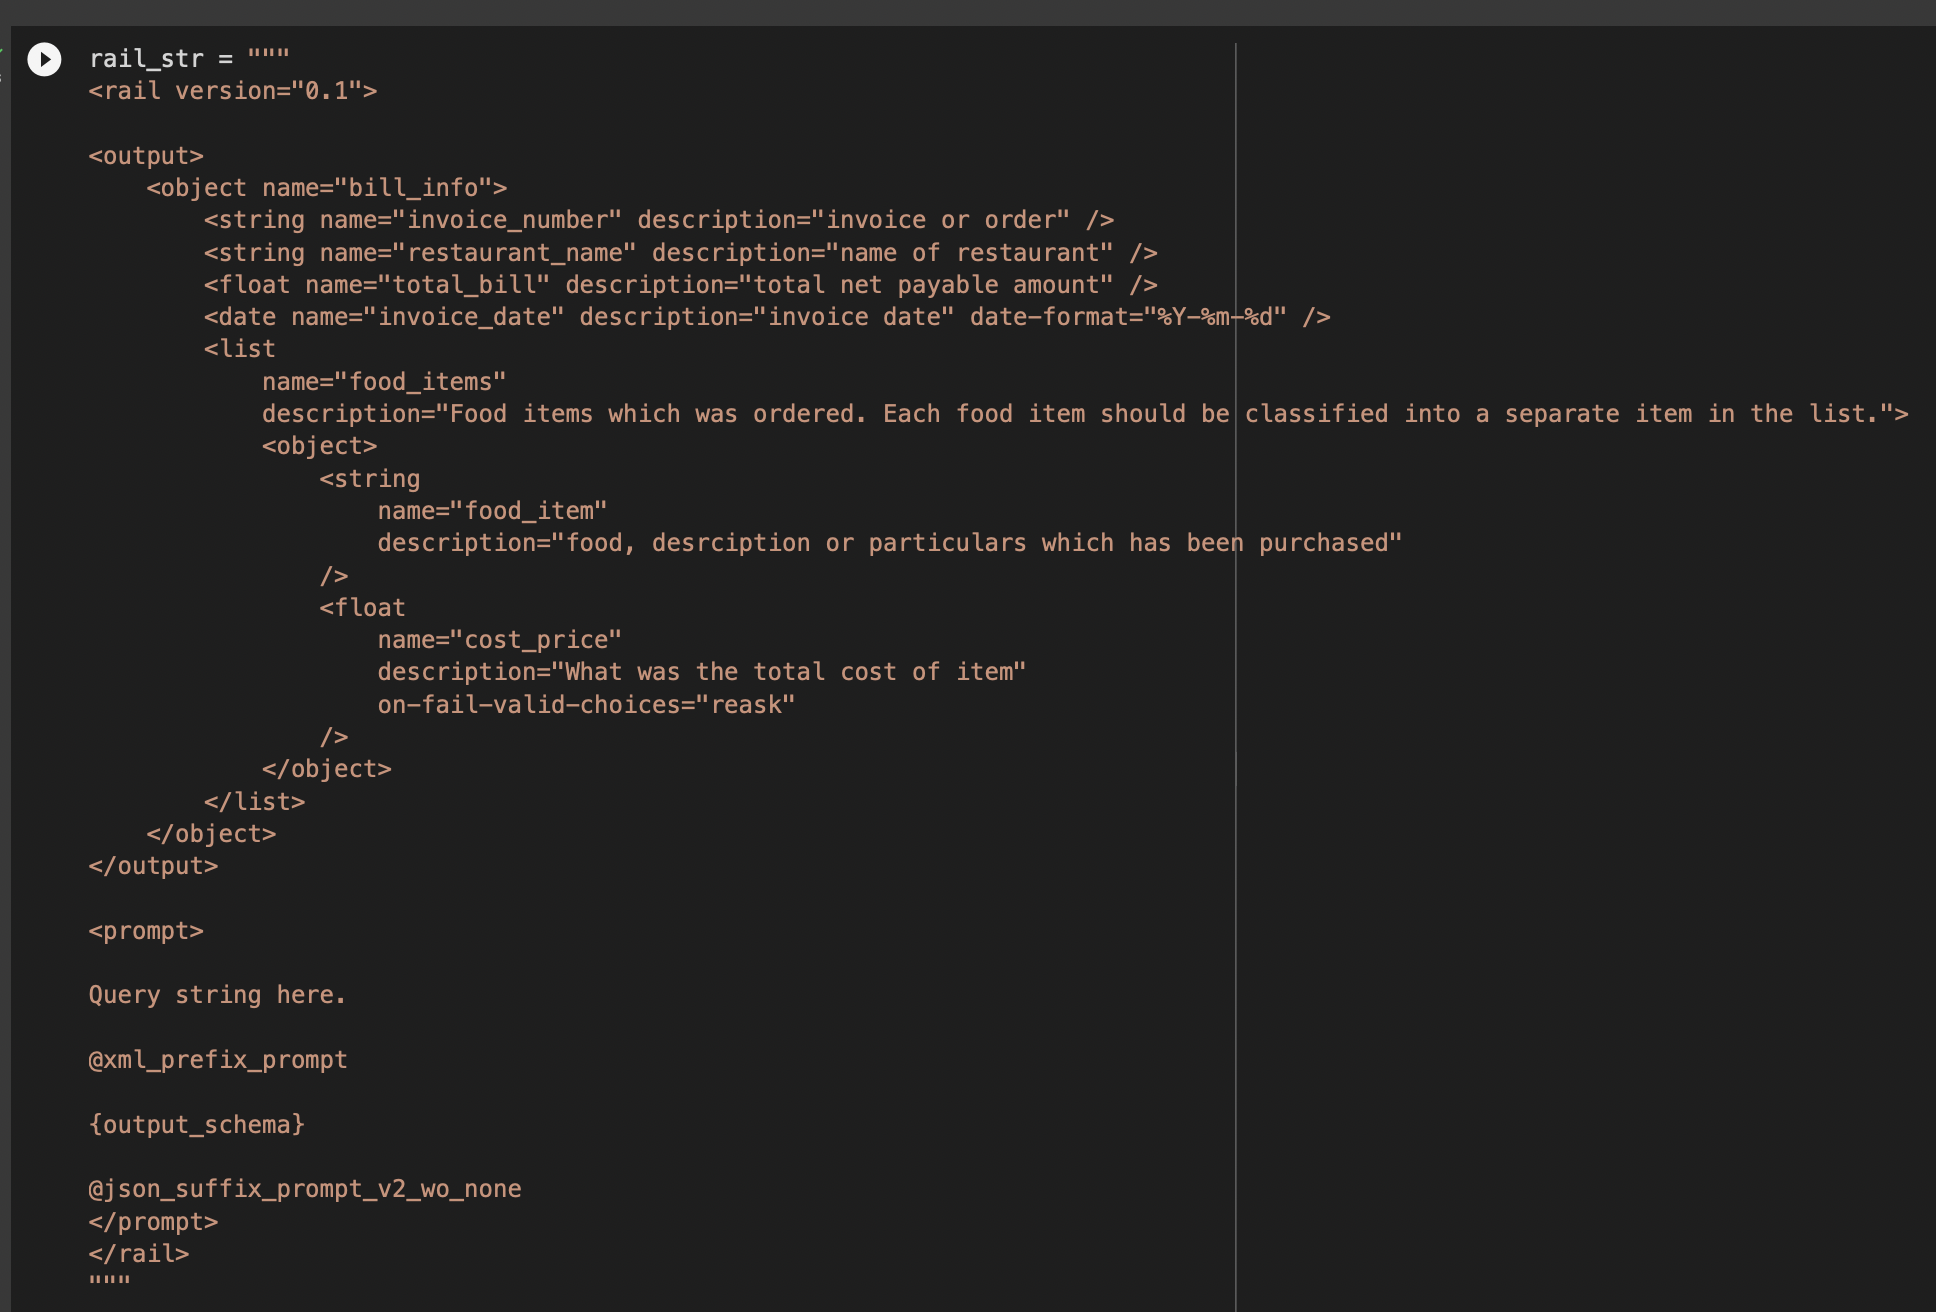 rail_str = """
<rail version="0.1">

<output>
    <object name="bill_info">
        <string name="invoice_number" description="invoice or order" />
        <string name="restaurant_name" description="name of restaurant" />
        <float name="total_bill" description="total net payable amount" />
        <date name="invoice_date" description="invoice date" date-format="%Y-%m-%d" />
        <list
            name="food_items"
            description="Food items which was ordered. Each food item should be classified into a separate item in the list.">
            <object>
                <string
                    name="food_item"
                    description="food, desrciption or particulars which has been purchased"
                />
                <float
                    name="cost_price"
                    description="What was the total cost of item"
                    on-fail-valid-choices="reask"
                />
            </object>
        </list>
    </object>
</output>

<prompt>

Query string here.

@xml_prefix_prompt

{output_schema}

@json_suffix_prompt_v2_wo_none
</prompt>
</rail>
"""